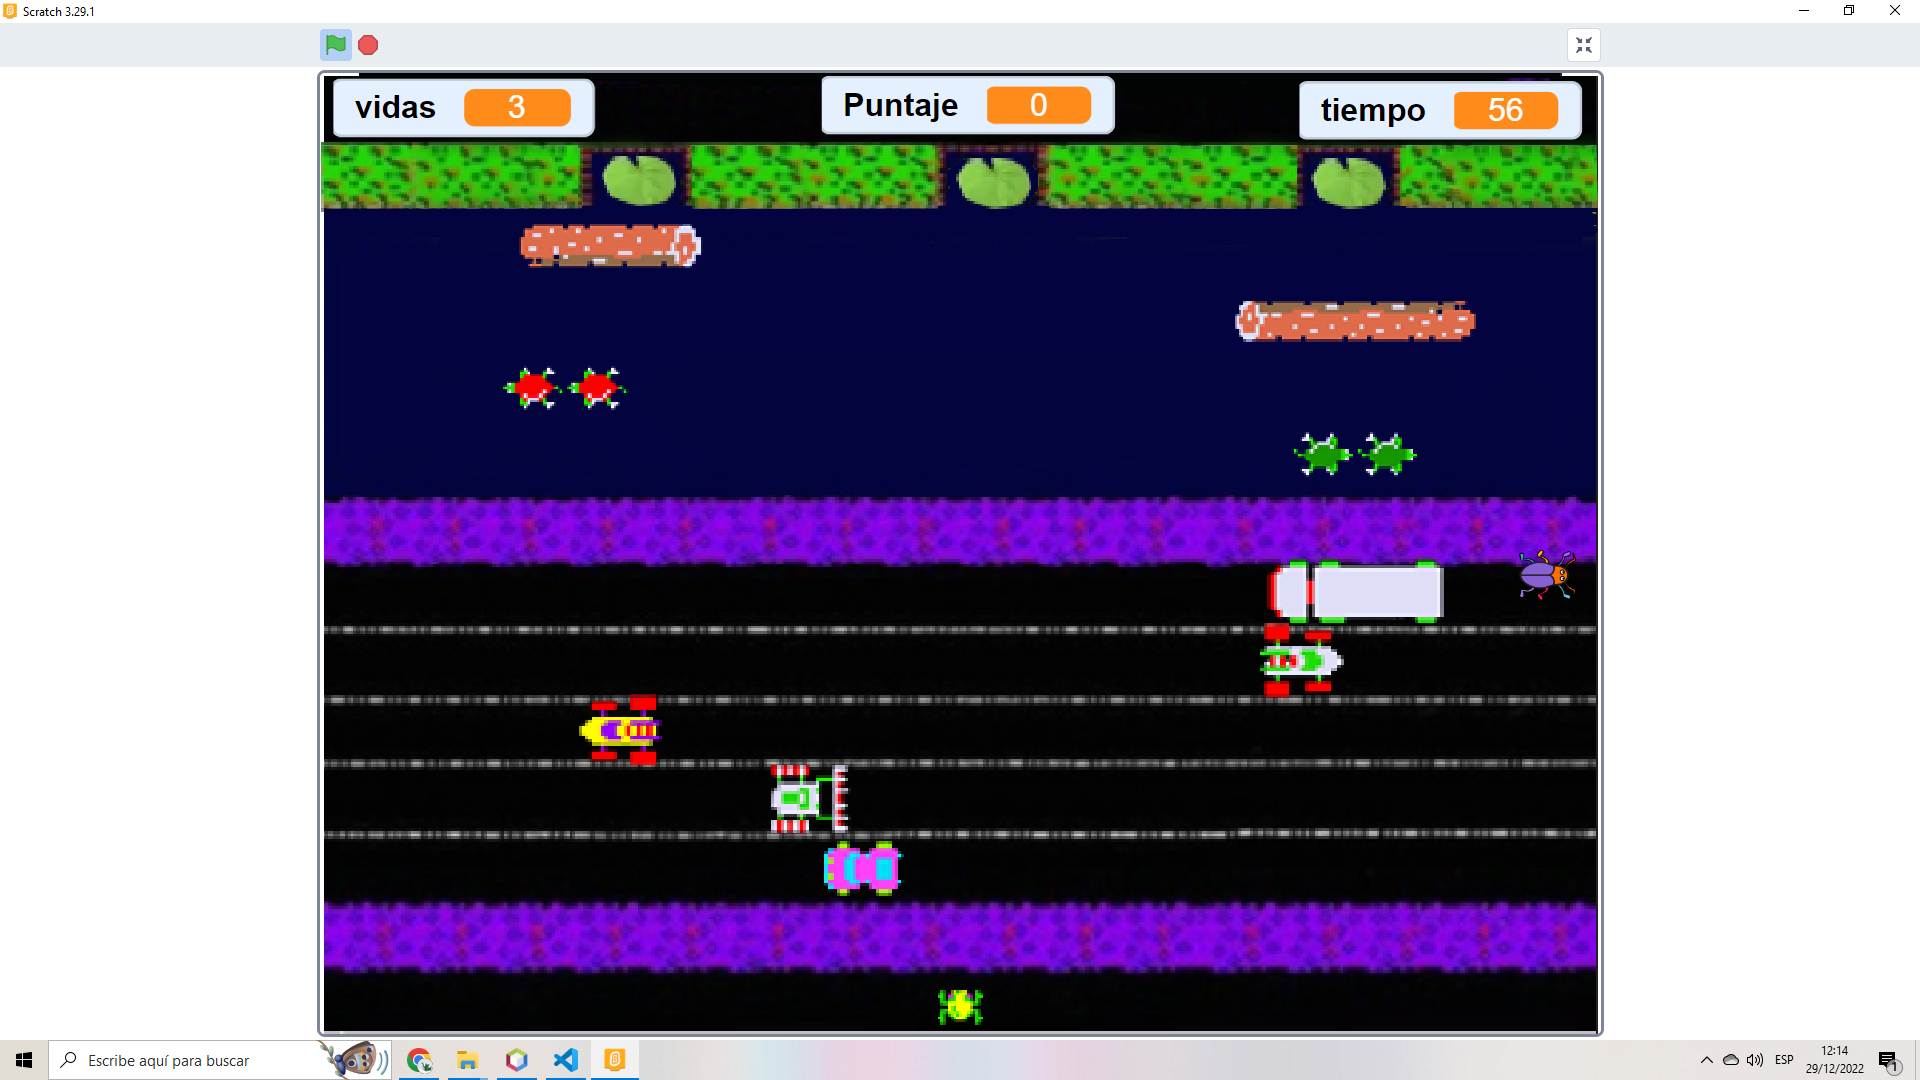 Scratch 3.29.1
vidas 3
Puntaje 0
tiempo 56
Escribe aquí para buscar
ESP
12:14
29/12/2022
1